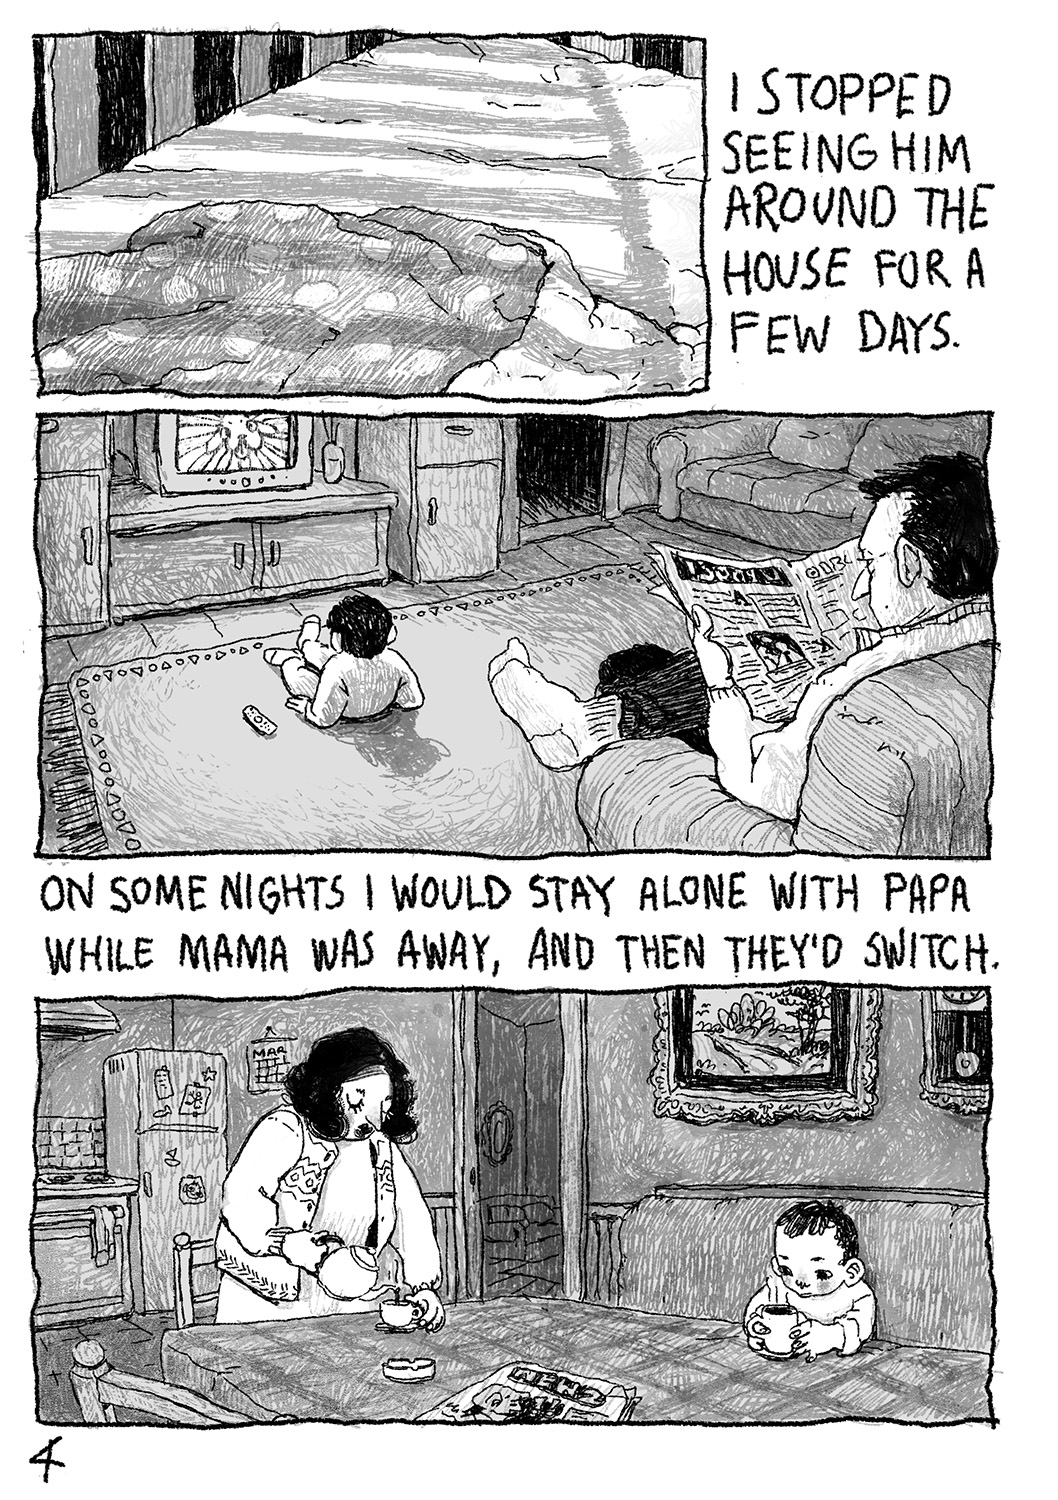 I STOPPED
SEEING HIM
AROUND THE
HOUSE FOR A
FEW DAYS.
ON SOME NIGHTS I WOULD STAY ALONE WITH PAPA
WHILE MAMA WAS AWAY, AND THEN THEY'D SWITCH.
MAR
4